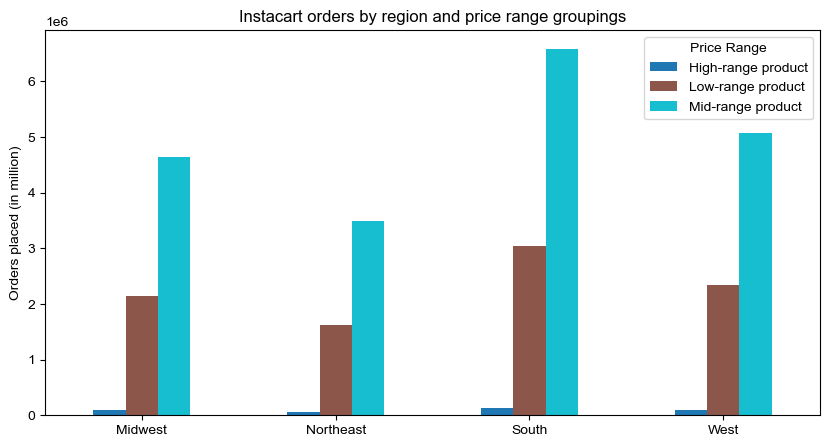 Instacart orders by region and price range groupings
1e6
Price Range
High-range product
Low-range product
Mid-range product
Orders placed (in million)
6
5
4
3
2
1
0
Midwest Northeast South West